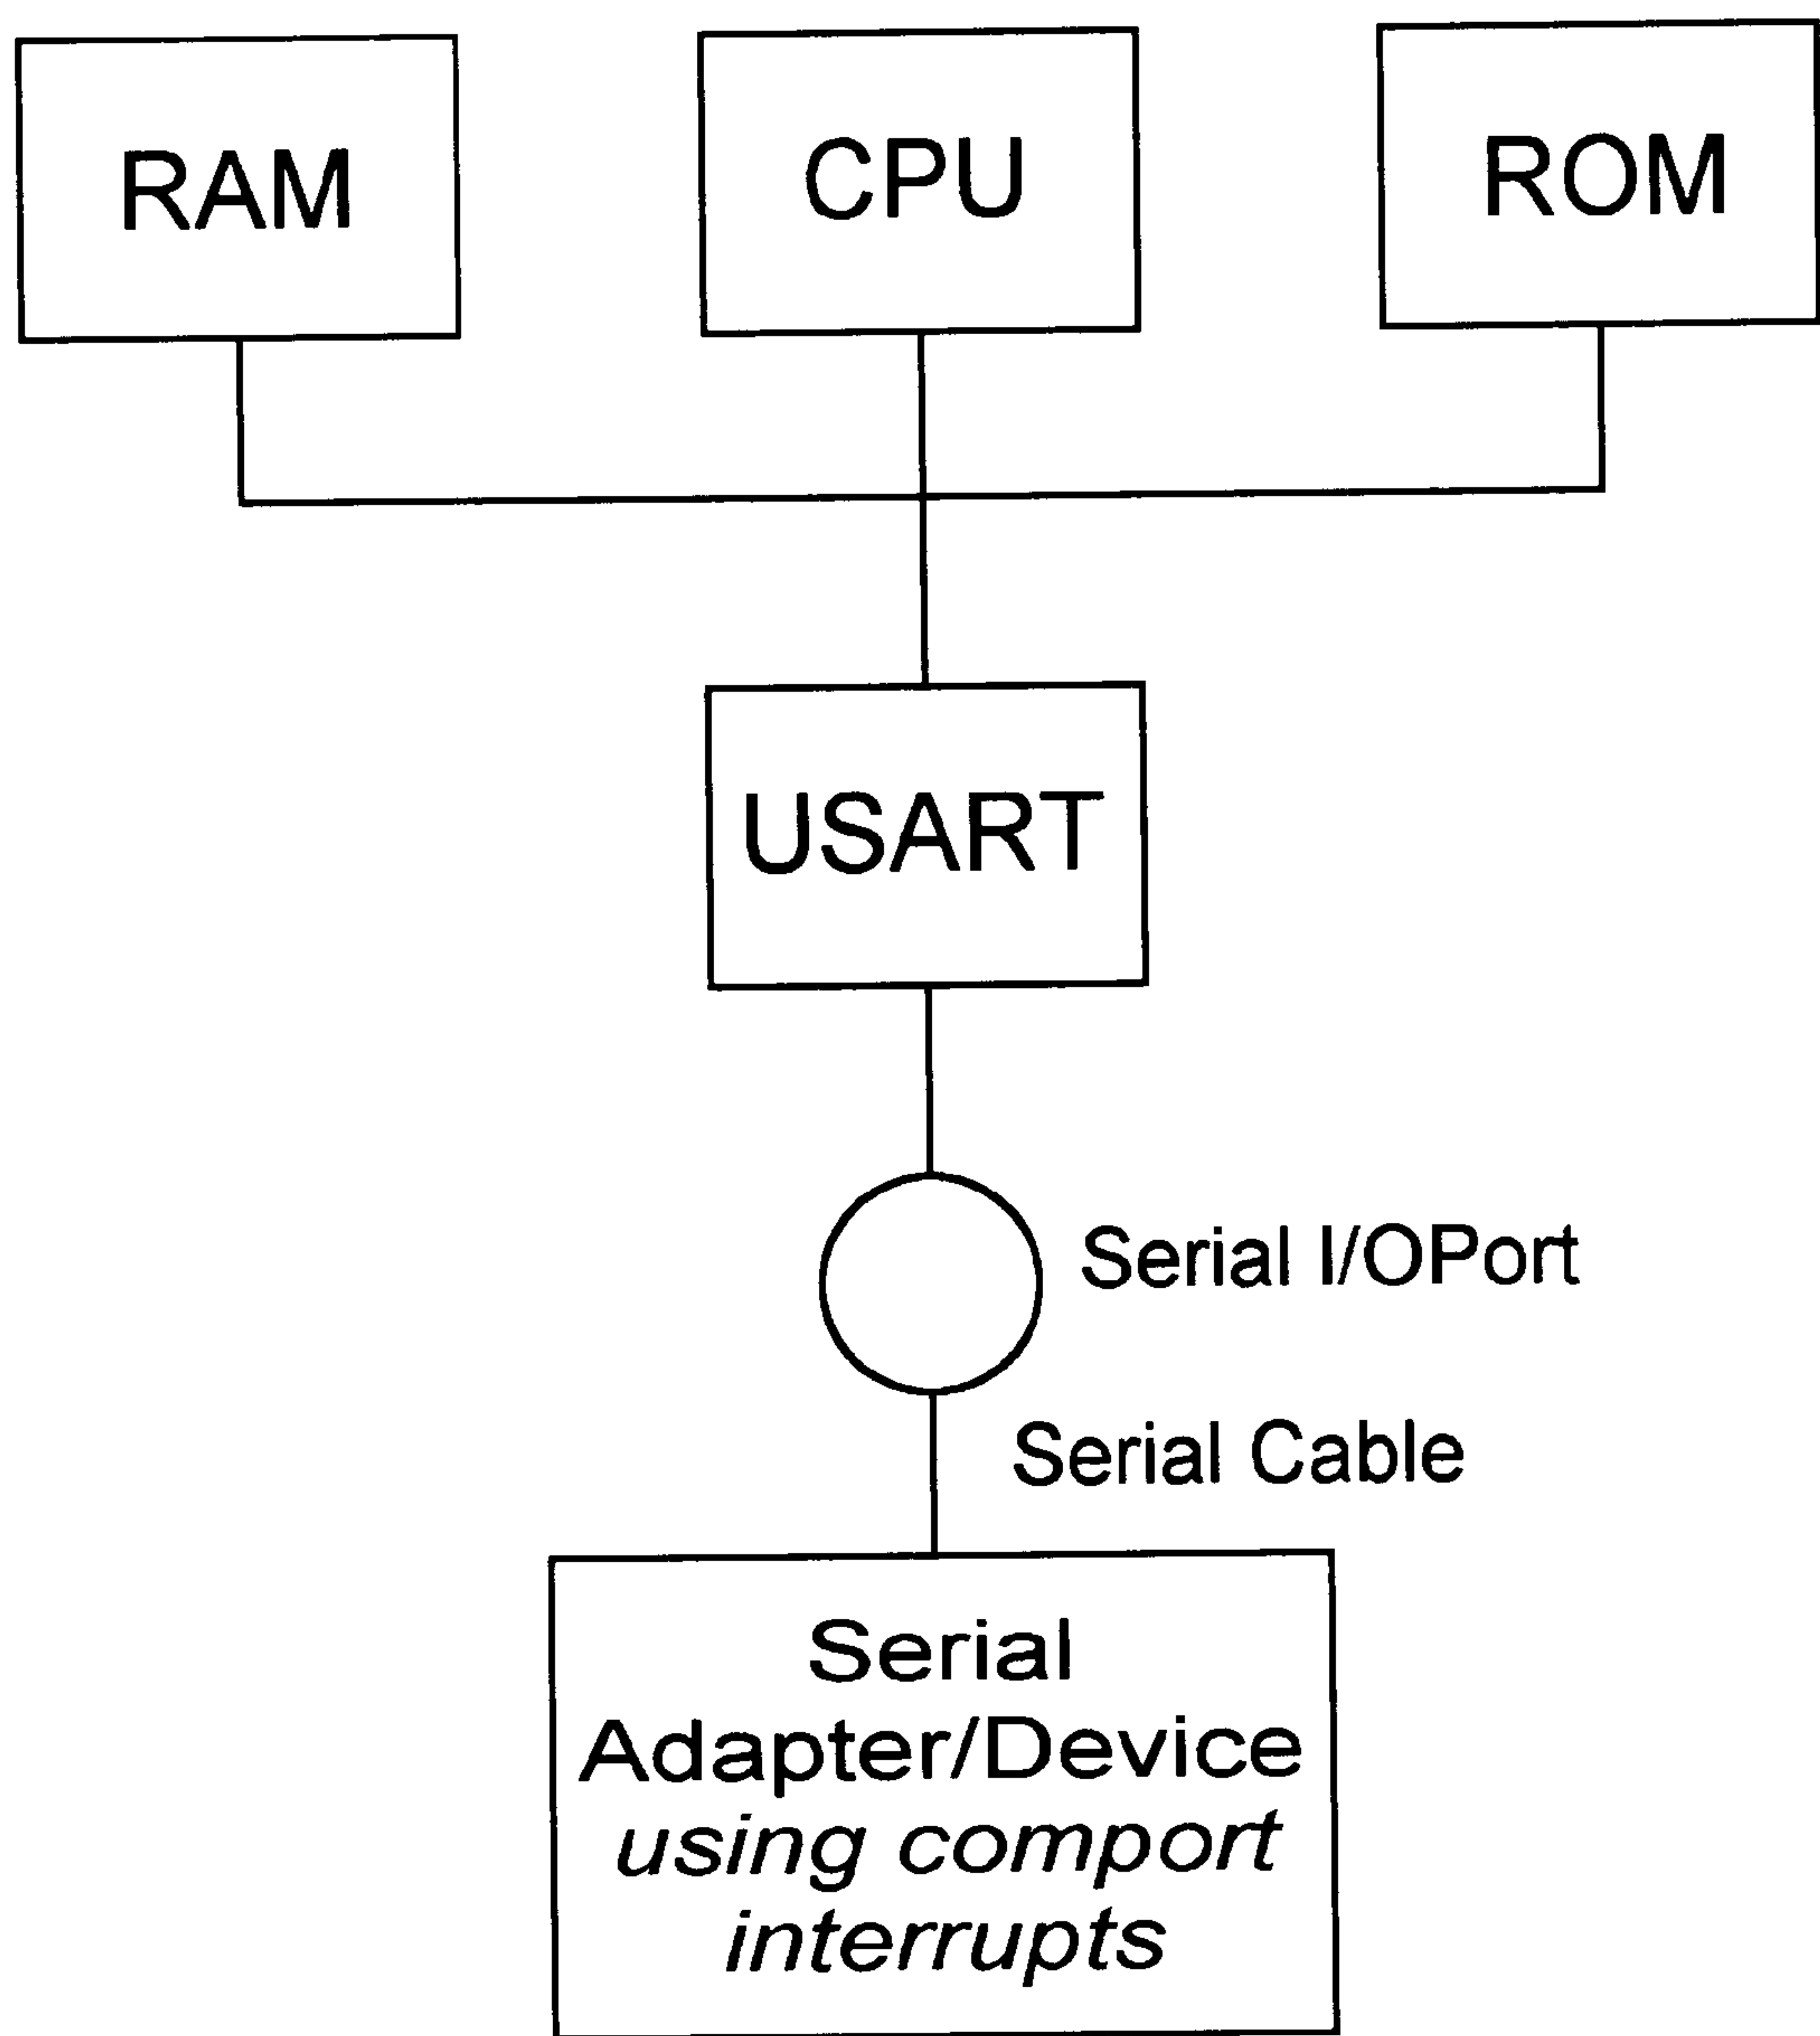 RAM
CPU
ROM
USART
Serial I/OPort
Serial Cable
Serial
Adapter/Device
using comport
interrupts